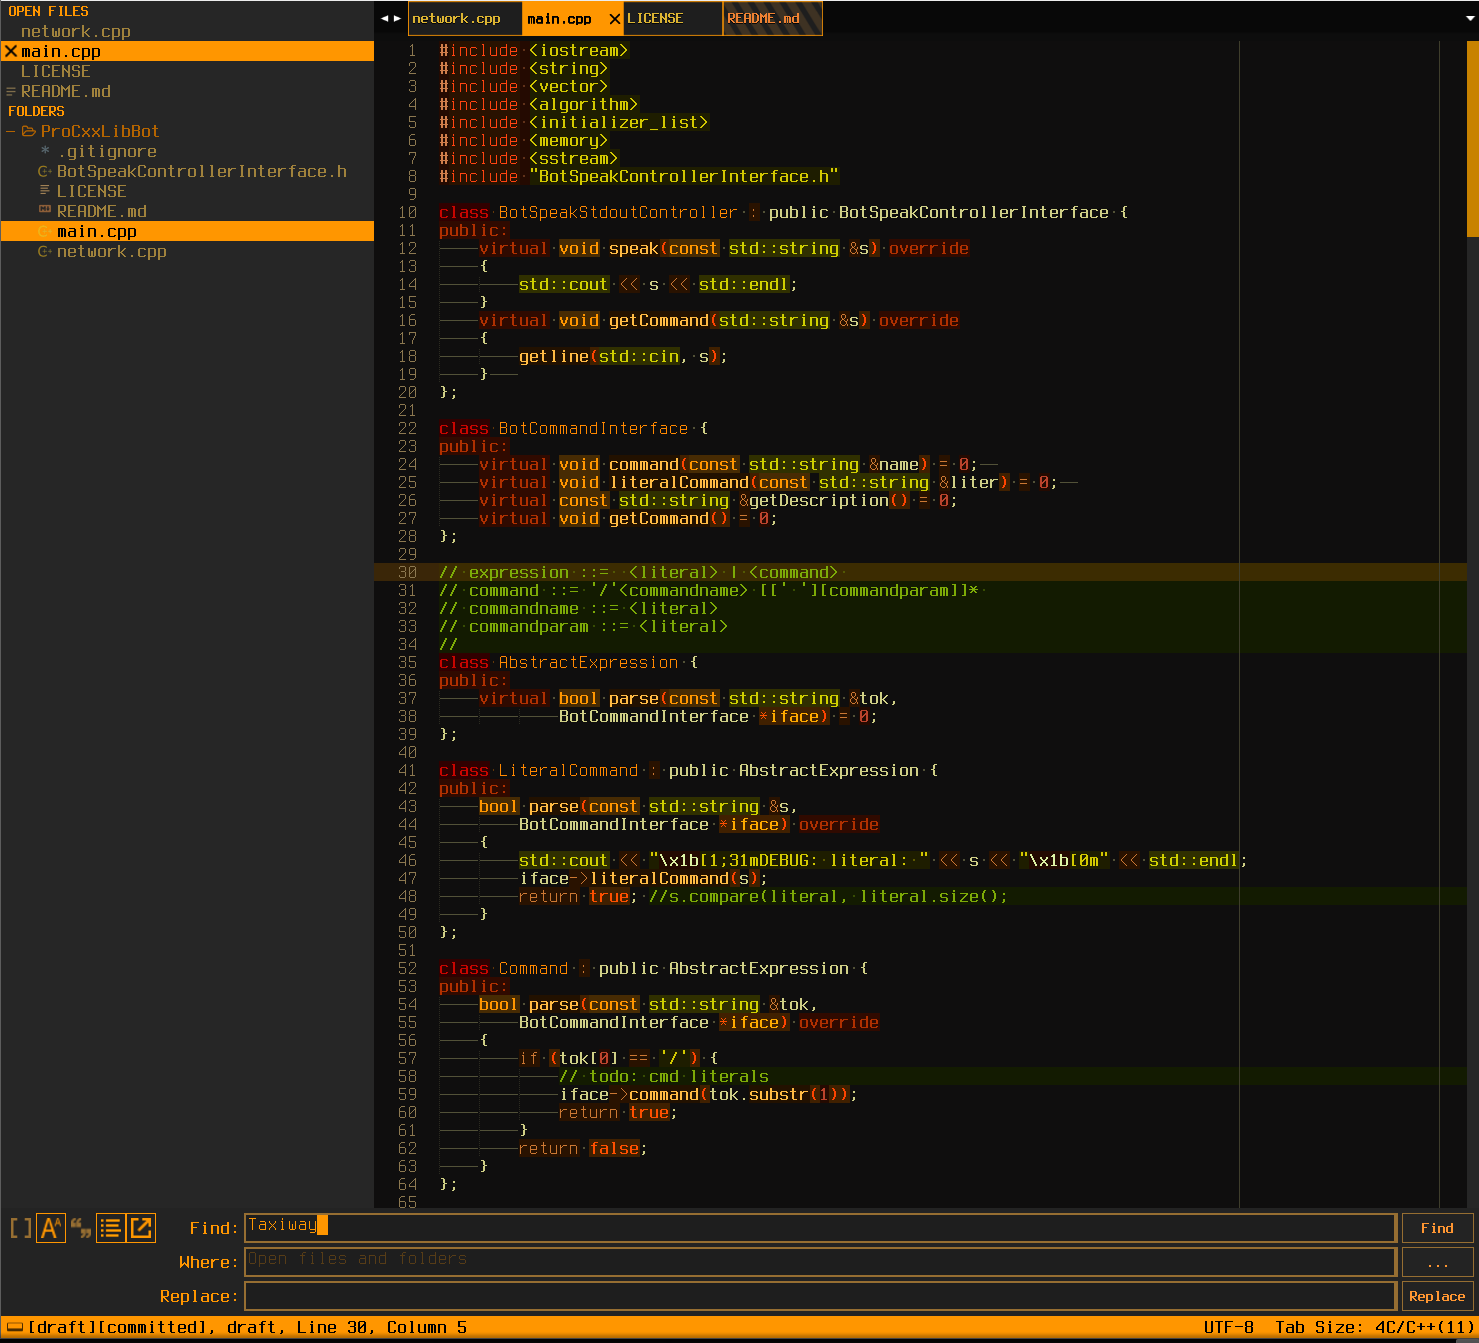 OPEN FILES
network.cpp
main.cpp
LICENSE
README.md
FOLDERS
ProCxxLibBot
.gitignore
BotSpeakControllerInterface.h
LICENSE
README.md
main.cpp
network.cpp
network.cpp main.cpp LICENSE README.md
1 #include <iostream>
2 #include <string>
3 #include <vector>
4 #include <algorithm>
5 #include <initializer_list>
6 #include <memory>
7 #include <sstream>
8 #include "BotSpeakControllerInterface.h"
9
10 class BotSpeakStdoutController : public BotSpeakControllerInterface {
11 public:
12 virtual void speak(const std::string &s) override
13 {
14 std::cout << s << std::endl;
15 }
16 virtual void getCommand(std::string &s) override
17 {
18 getline(std::cin, s);
19 }
20 };
21
22 class BotCommandInterface {
23 public:
24 virtual void command(const std::string &name) = 0;
25 virtual void literalCommand(const std::string &liter) = 0;
26 virtual const std::string &getDescription() = 0;
27 virtual void getCommand() = 0;
28 };
29
30 // expression ::=  <literal> | <command>
31 // command ::= '/'<commandname> [[' '][commandparam]]*
32 // commandname ::= <literal>
33 // commandparam ::= <literal>
34 //
35 class AbstractExpression {
36 public:
37 virtual bool parse(const std::string &tok,
38 BotCommandInterface *iface) = 0;
39 };
40
41 class LiteralCommand : public AbstractExpression {
42 public:
43 bool parse(const std::string &s,
44 BotCommandInterface *iface) override
45 {
46 std::cout << "\x1b[1;31mDEBUG: literal: " << s << "\x1b[0m" << std::endl;
47 iface->literalCommand(s);
48 return true; //s.compare(literal, literal.size();
49 }
50 };
51
52 class Command : public AbstractExpression {
53 public:
54 bool parse(const std::string &tok,
55 BotCommandInterface *iface) override
56 {
57 if (tok[0] == '/') {
58 // todo: cmd literals
59 iface->command(tok.substr(1));
60 return true;
61 }
62 return false;
63 }
64 };
65
Find: Taxiway Find
Where: Open files and folders ...
Replace: Replace
[draft][committed], draft, Line 30, Column 5 UTF-8 Tab Size: 4 C/C++(11)